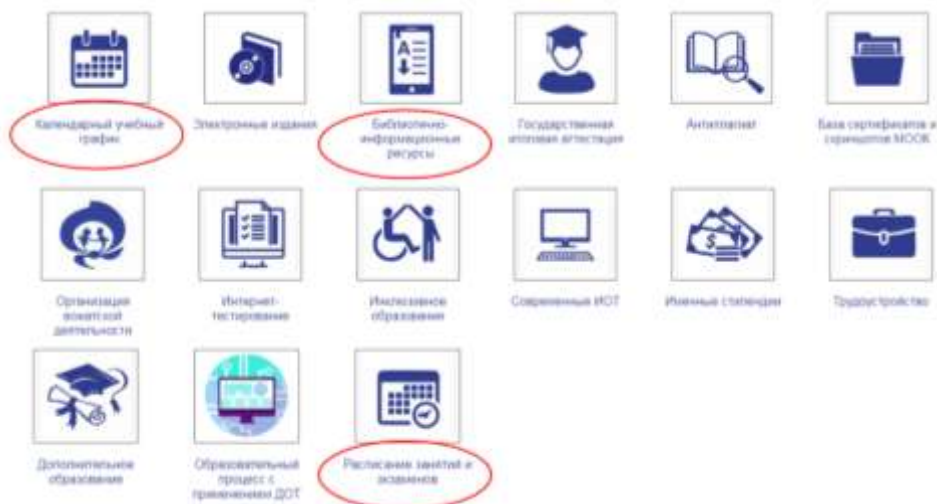 Календарный учебный
график
Электронные издания
Библиотечно-
информационные
ресурсы
Государственная
итоговая аттестация
Антиплагиат
База сертификатов и
скриншотов МООК
Организация
вожатской
деятельности
Интернет-
тестирование
Инклюзивное
образование
Современные ИОТ
Именные стипендии
Трудоустройство
Дополнительное
образование
Образовательный
процесс с
применением ДОТ
Расписание занятий и
экзаменов